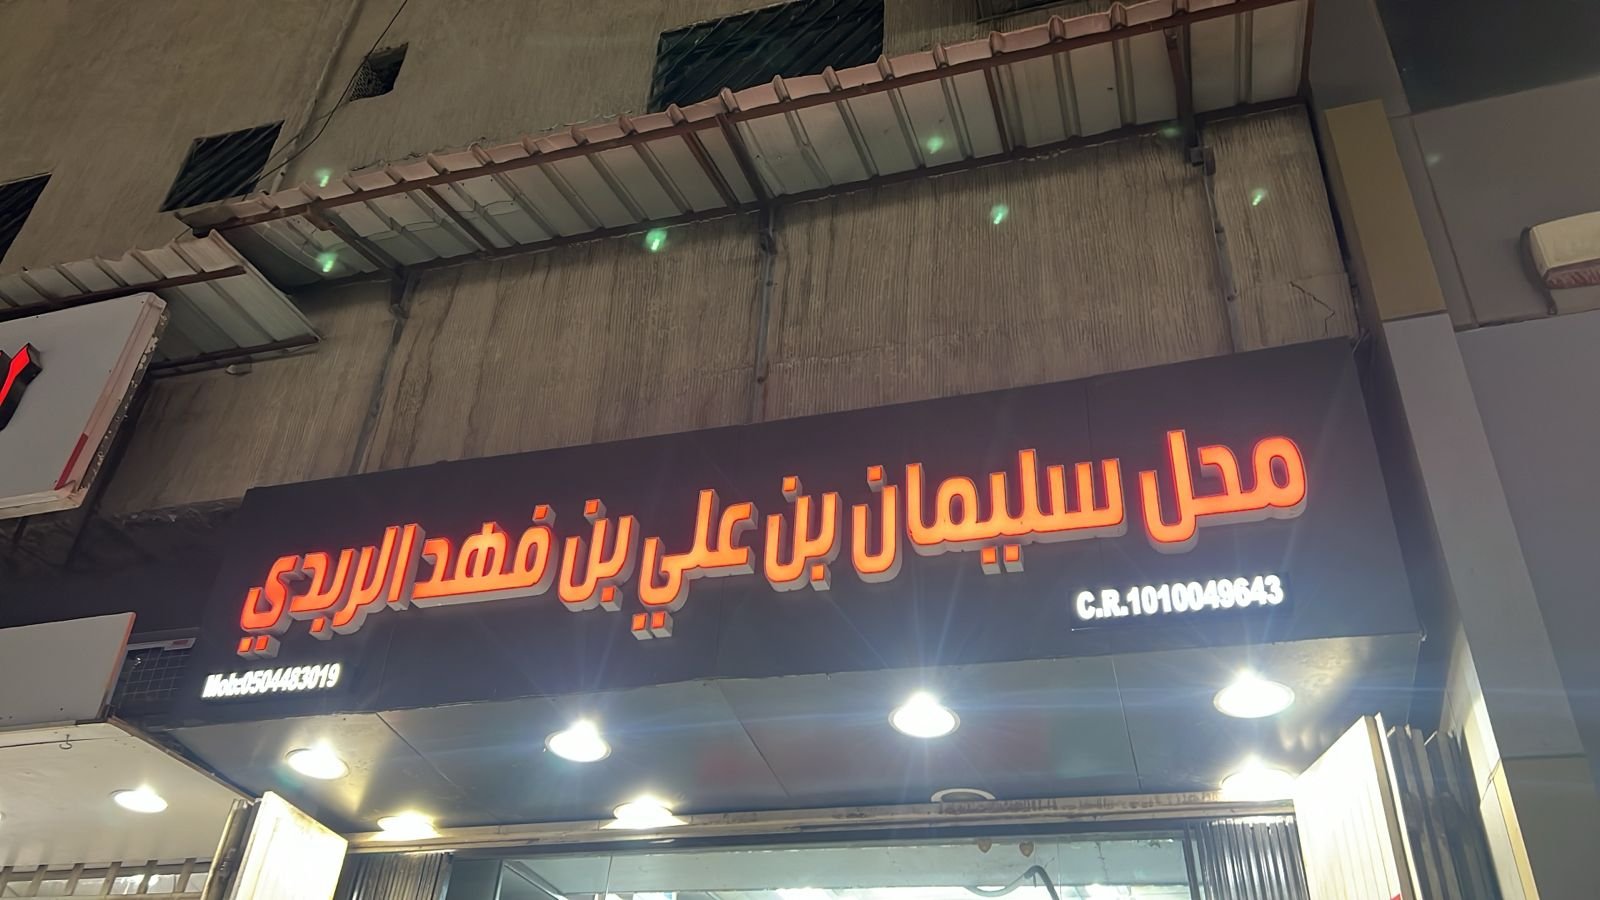 محل سليمان بن علي بن فهد الربدي
C.R.1010049643
Mob:0504483019